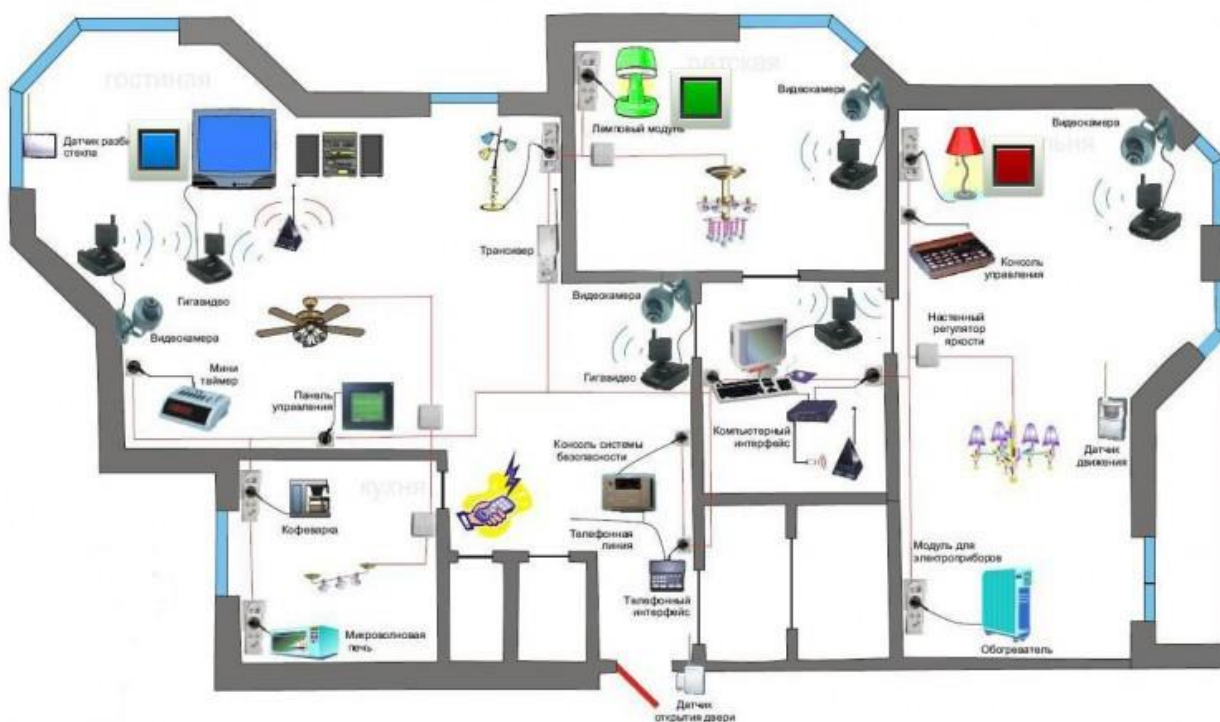 гостиная
детская
Видеокамера
Видеокамера
Датчик разби
стекла
Ламповый модуль
Трансивер
Консоль
управления
Гигавидео
Видеокамера
Видеокамера
Настенный
регулятор
яркости
Мини
таймер
Гигавидео
Панель
управления
Компьютерный
интерфейс
Консоль системы
безопасности
Датчик
движения
кухня
Кофеварка
Телефонная
линия
Модуль для
электроприборов
Телефонный
интерфейс
Микроволновая
печь
Обогреватель
Датчик
открытия двери